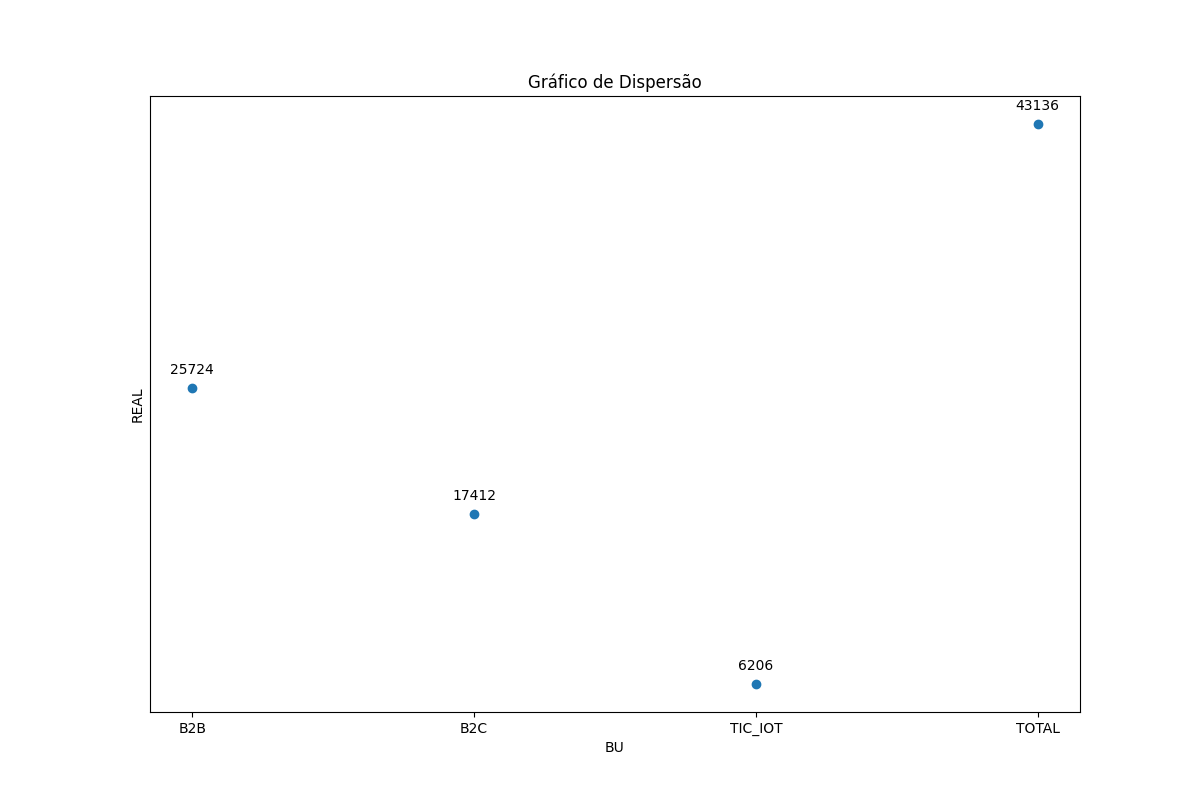 Gráfico de Dispersão
43136
25724
17412
6206
REAL
B2B
B2C
TIC_IOT
TOTAL
BU